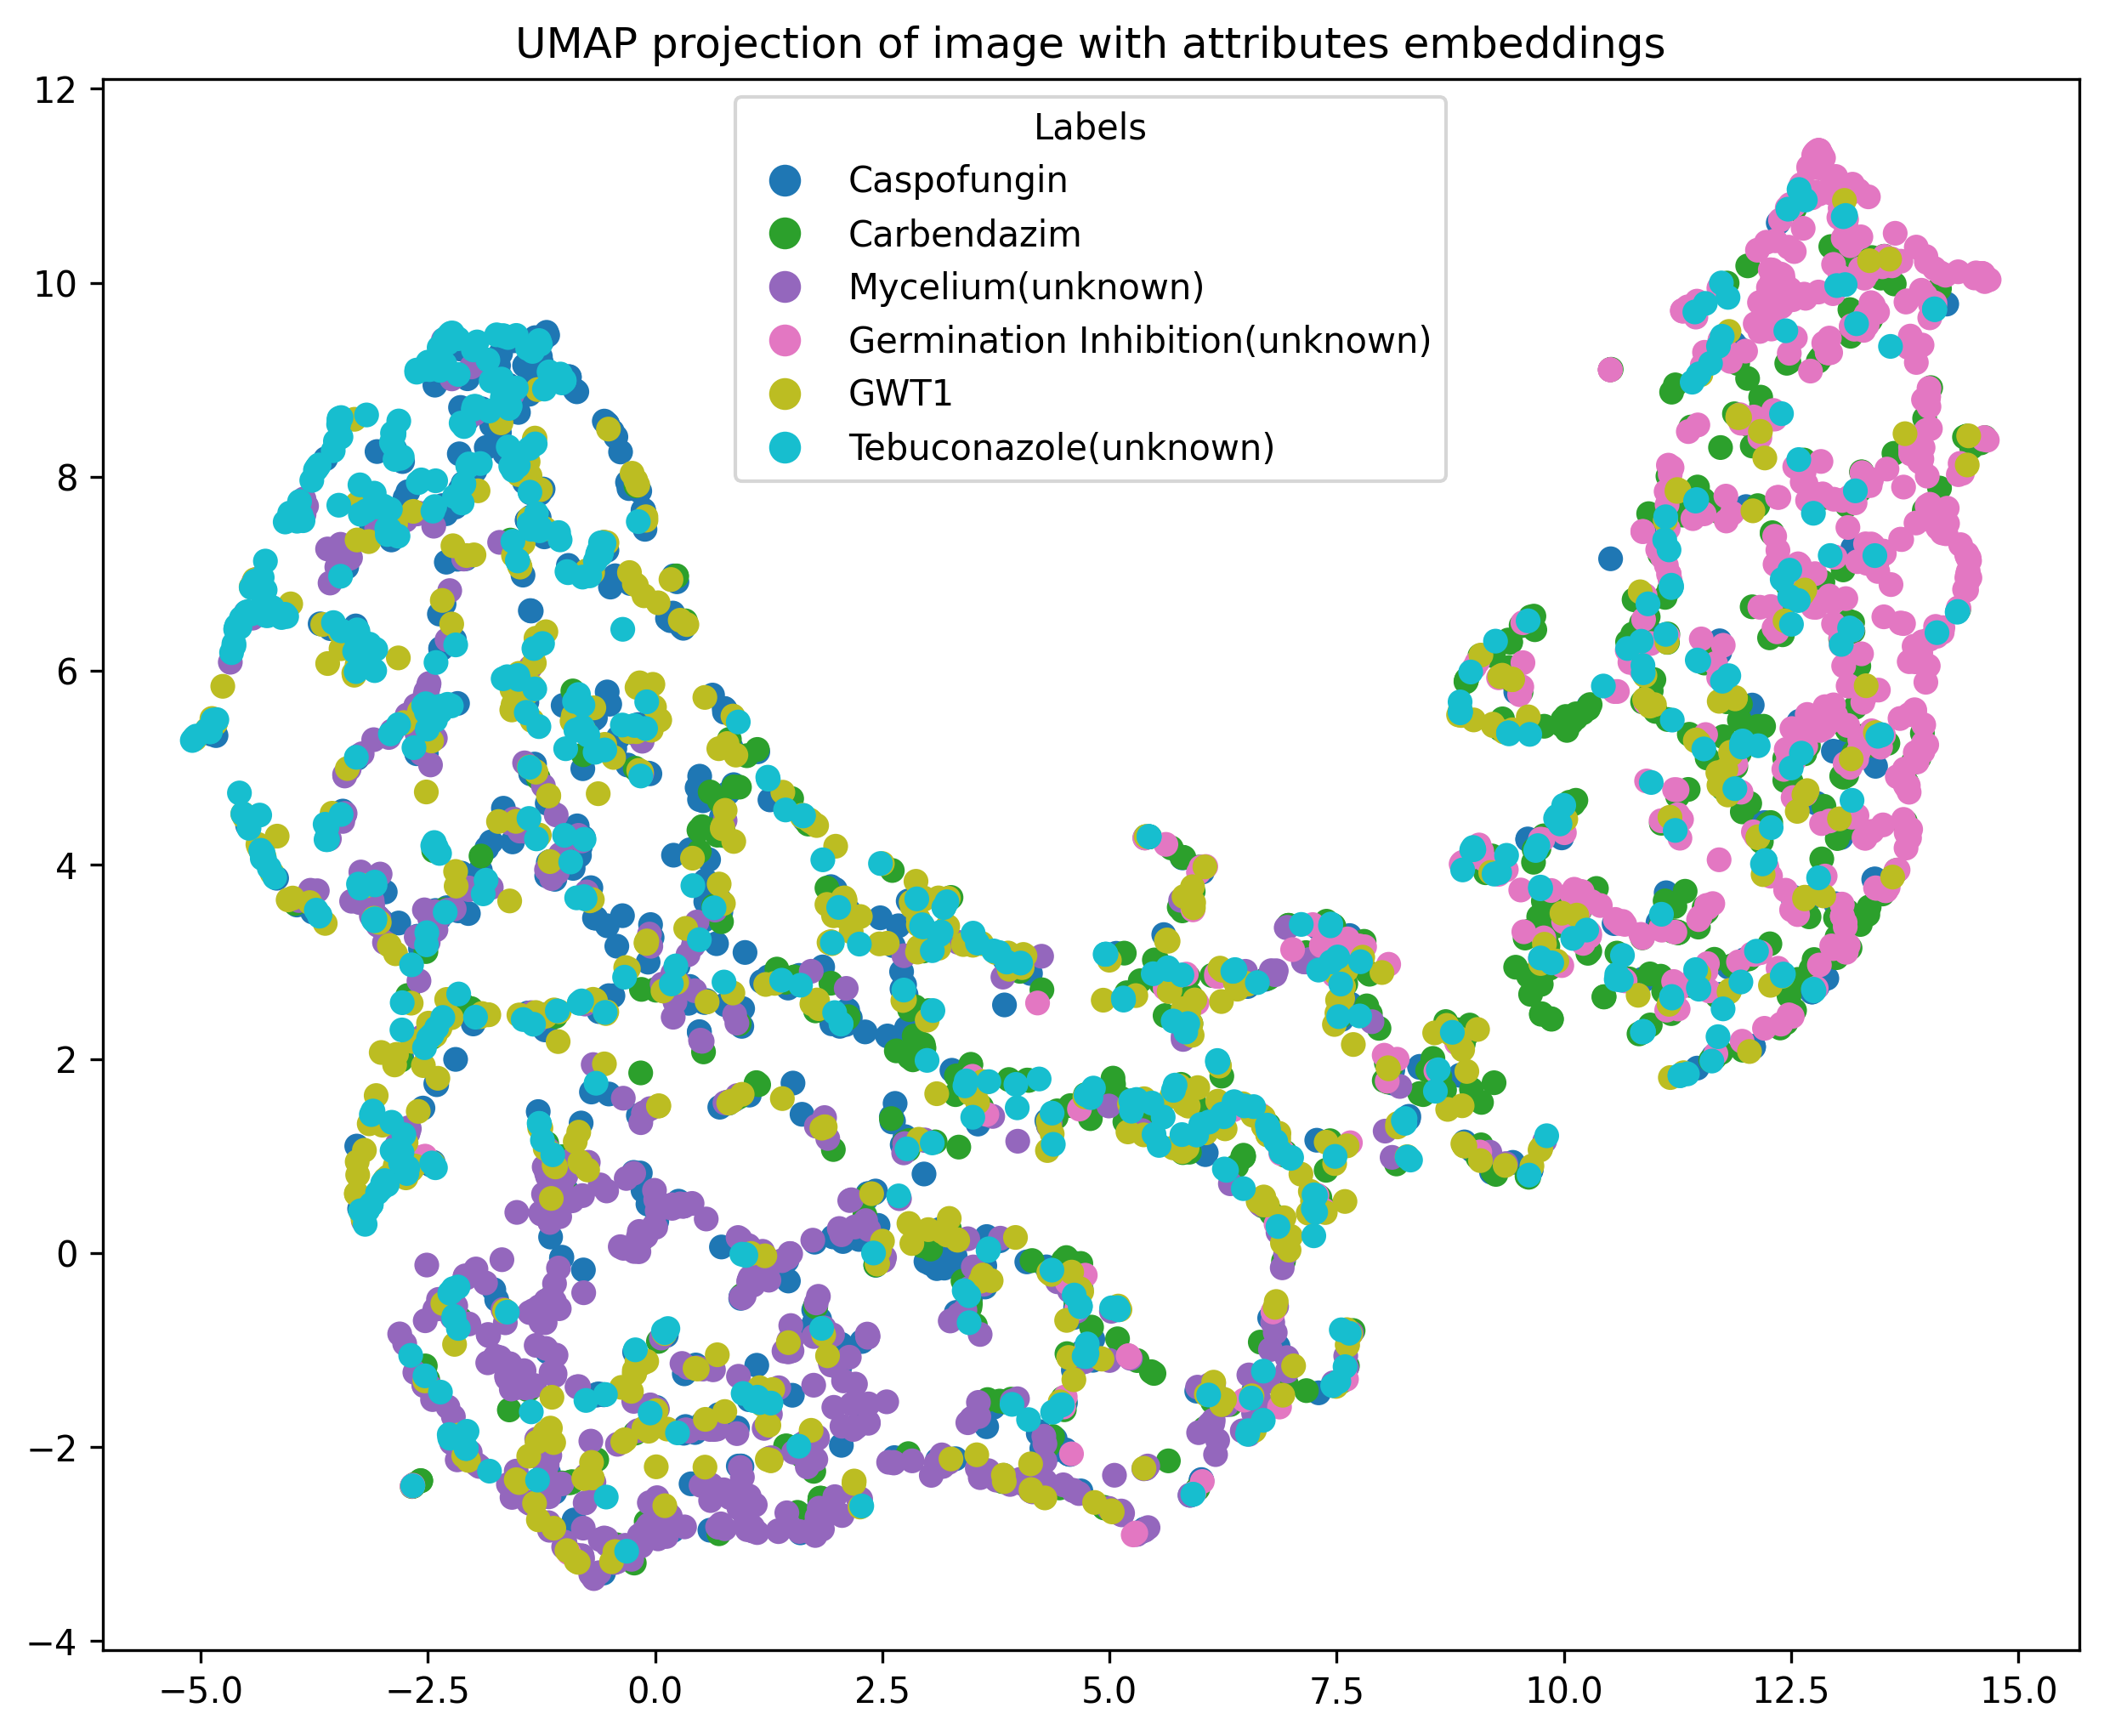 UMAP projection of image with attributes embeddings
12
10
8
6
4
2
0
−2
−4
Labels
Caspofungin
Carbendazim
Mycelium(unknown)
Germination Inhibition(unknown)
GWT1
Tebuconazole(unknown)
−5.0 −2.5 0.0 2.5 5.0 7.5 10.0 12.5 15.0